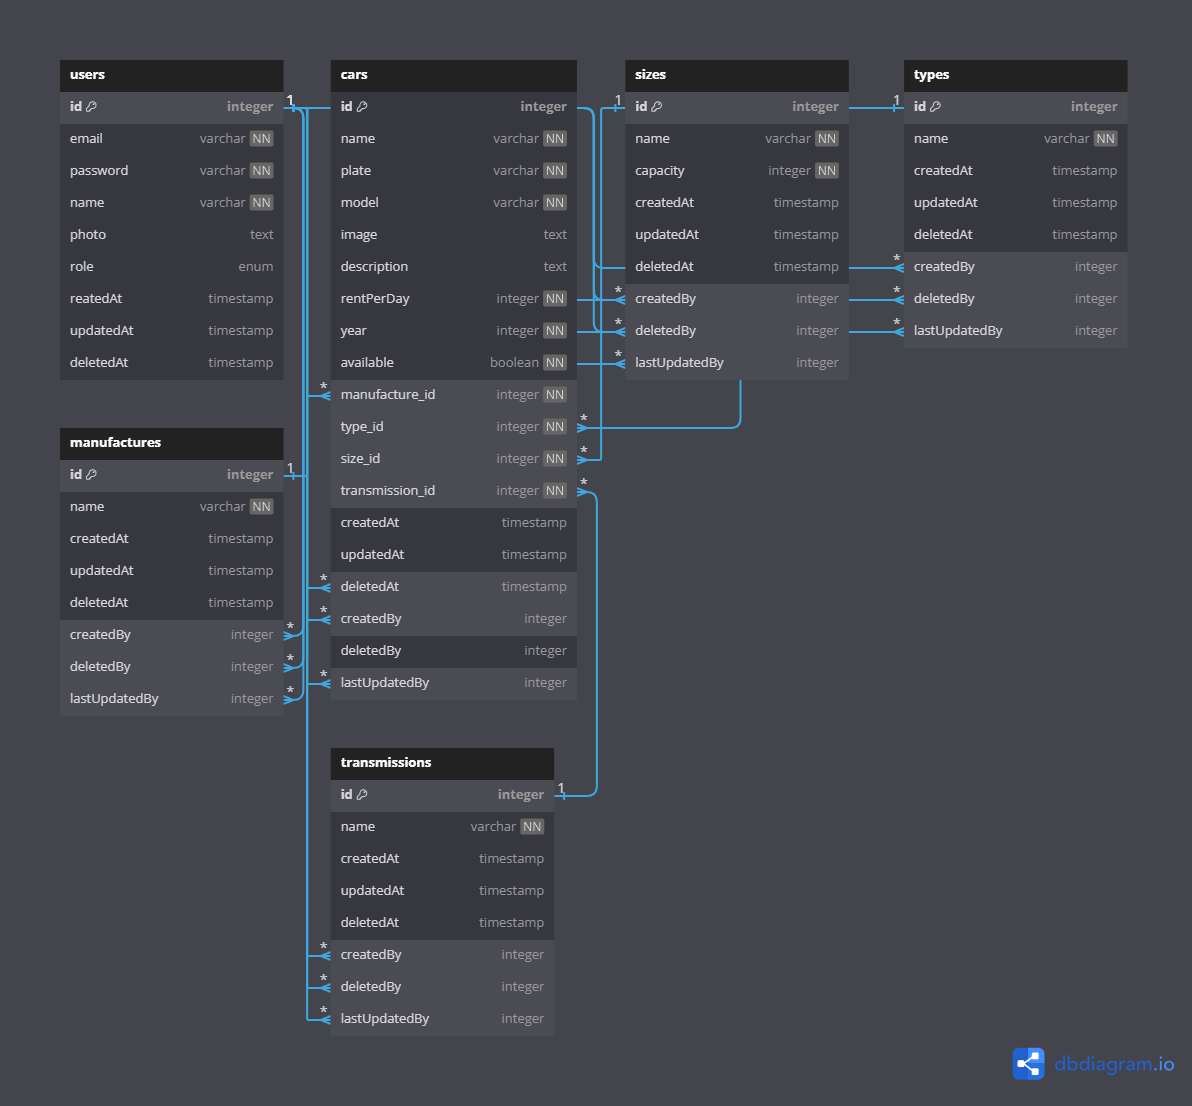 users
id integer
email varchar NN
password varchar NN
name varchar NN
photo text
role enum
reatedAt timestamp
updatedAt timestamp
deletedAt timestamp
1
manufactures
id integer
name varchar NN
createdAt timestamp
updatedAt timestamp
deletedAt timestamp
createdBy integer
deletedBy integer
lastUpdatedBy integer
1
*
*
*
cars
id integer
name varchar NN
plate varchar NN
model varchar NN
image text
description text
rentPerDay integer NN
year integer NN
available boolean NN
* manufacture_id integer NN
type_id integer NN *
size_id integer NN *
transmission_id integer NN *
createdAt timestamp
updatedAt timestamp
* deletedAt timestamp
* createdBy integer
deletedBy integer
* lastUpdatedBy integer
transmissions
id integer 1
name varchar NN
createdAt timestamp
updatedAt timestamp
deletedAt timestamp
* createdBy integer
* deletedBy integer
* lastUpdatedBy integer
sizes
1 id integer
name varchar NN
capacity integer NN
createdAt timestamp
updatedAt timestamp
deletedAt timestamp
* createdBy integer
* deletedBy integer
* lastUpdatedBy integer
types
1 id integer
name varchar NN
createdAt timestamp
updatedAt timestamp
deletedAt timestamp
* createdBy integer
* deletedBy integer
* lastUpdatedBy integer
dbdiagram.io